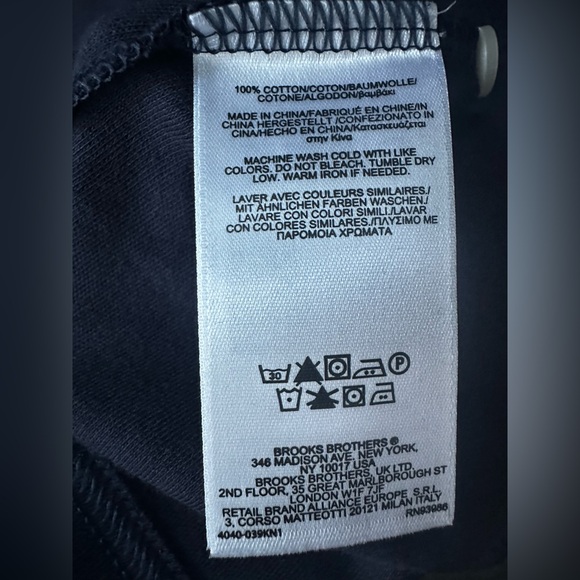 100% COTTON/COTON/BAUMWOLLE/
COTONE/ALGODON/βαμβάκι
MADE IN CHINA/FABRIQUÉ EN CHINE/IN
CHINA HERGESTELLT /CONFEZIONATO IN
CINA/HECHO EN CHINA/Κατασκευάζεται
στην Κίνα
MACHINE WASH COLD WITH LIKE
COLORS. DO NOT BLEACH. TUMBLE DRY
LOW. WARM IRON IF NEEDED.
LAVER AVEC COULEURS SIMILAIRES./
MIT ÄHNLICHEN FARBEN WASCHEN./
LAVARE CON COLORI SIMILI./LAVAR
CON COLORES SIMILARES./ΠΛΥΣΙΜΟ ΜΕ
ΠΑΡΟΜΟΙΑ ΧΡΩΜΑΤΑ
30 P
BROOKS BROTHERS®
346 MADISON AVE. NEW YORK,
NY 10017 USA
BROOKS BROTHERS, UK LTD.
2ND FLOOR, 35 GREAT MARLBOROUGH ST
LONDON W1F 7JF
RETAIL BRAND ALLIANCE EUROPE S.R.L.
3, CORSO MATTEOTTI 20121 MILAN ITALY
4040-039KN1 RN93986